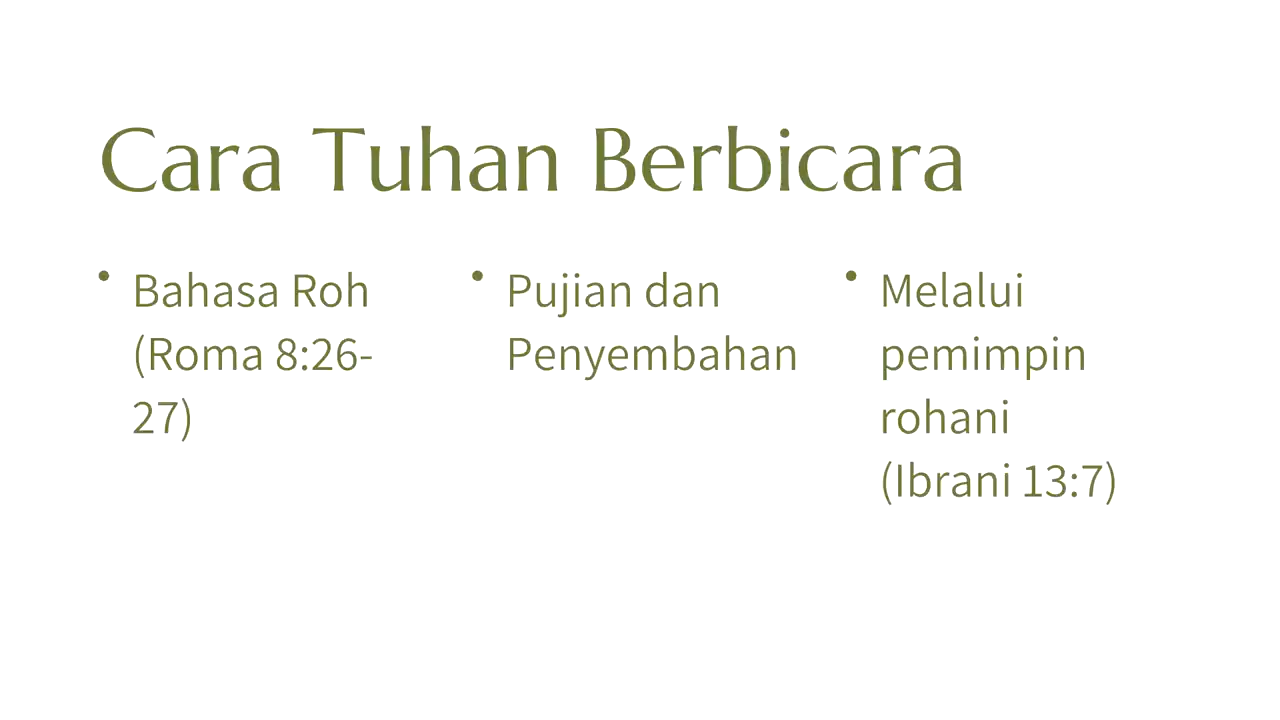 Cara Tuhan Berbicara
• Bahasa Roh
(Roma 8:26-
27)
• Pujian dan
Penyembahan
• Melalui
pemimpin
rohani
(Ibrani 13:7)